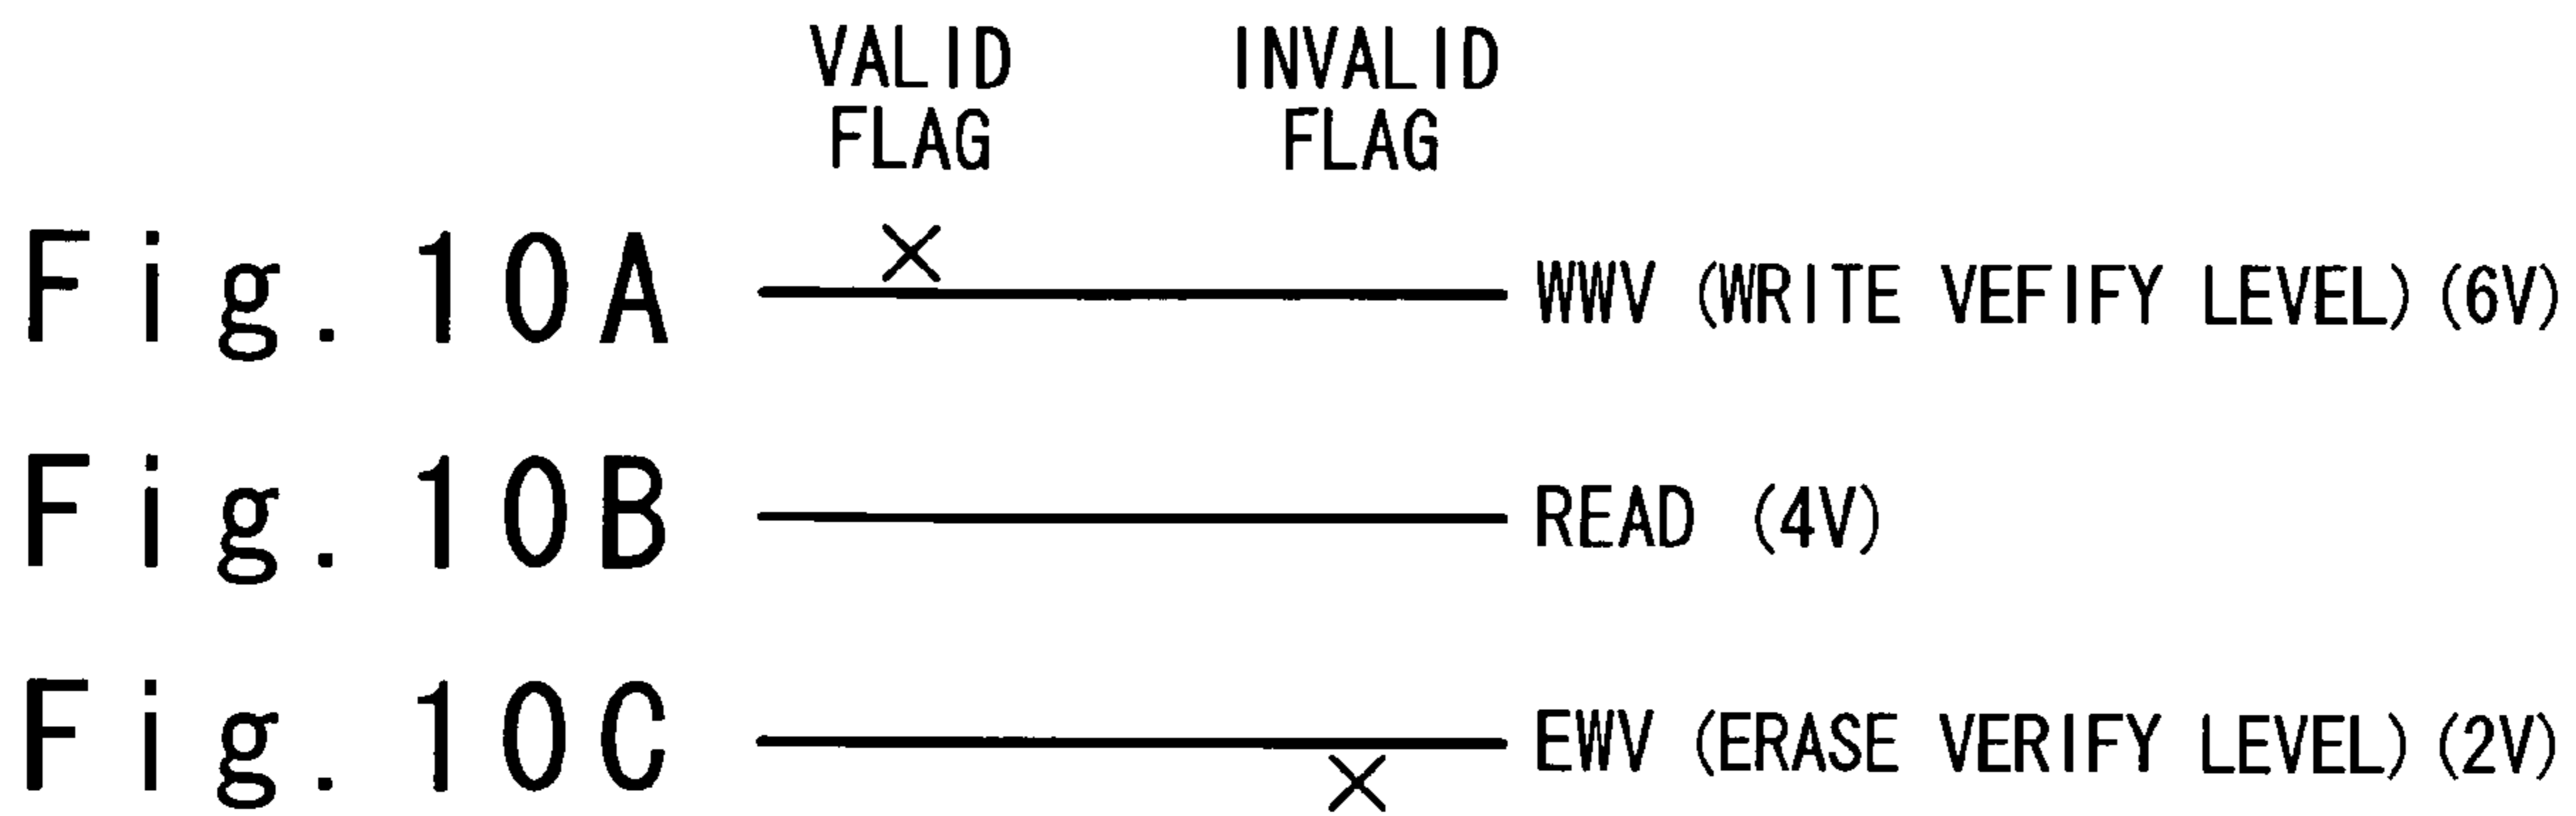 VALID INVALID
FLAG FLAG
Fig. 10A WWV (WRITE VEFIFY LEVEL) (6V)
Fig. 10B READ (4V)
Fig. 10C EWV (ERASE VERIFY LEVEL) (2V)